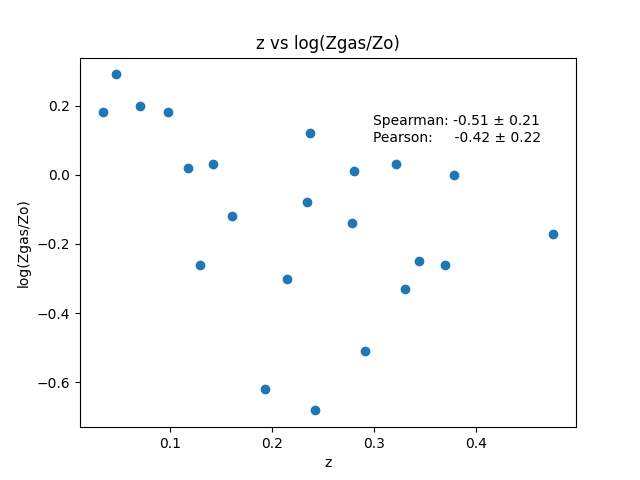 z vs log(Zgas/Zo)
Spearman: -0.51 ± 0.21
Pearson: -0.42 ± 0.22
log(Zgas/Zo)
0.2
0.0
−0.2
−0.4
−0.6
0.1 0.2 0.3 0.4
z